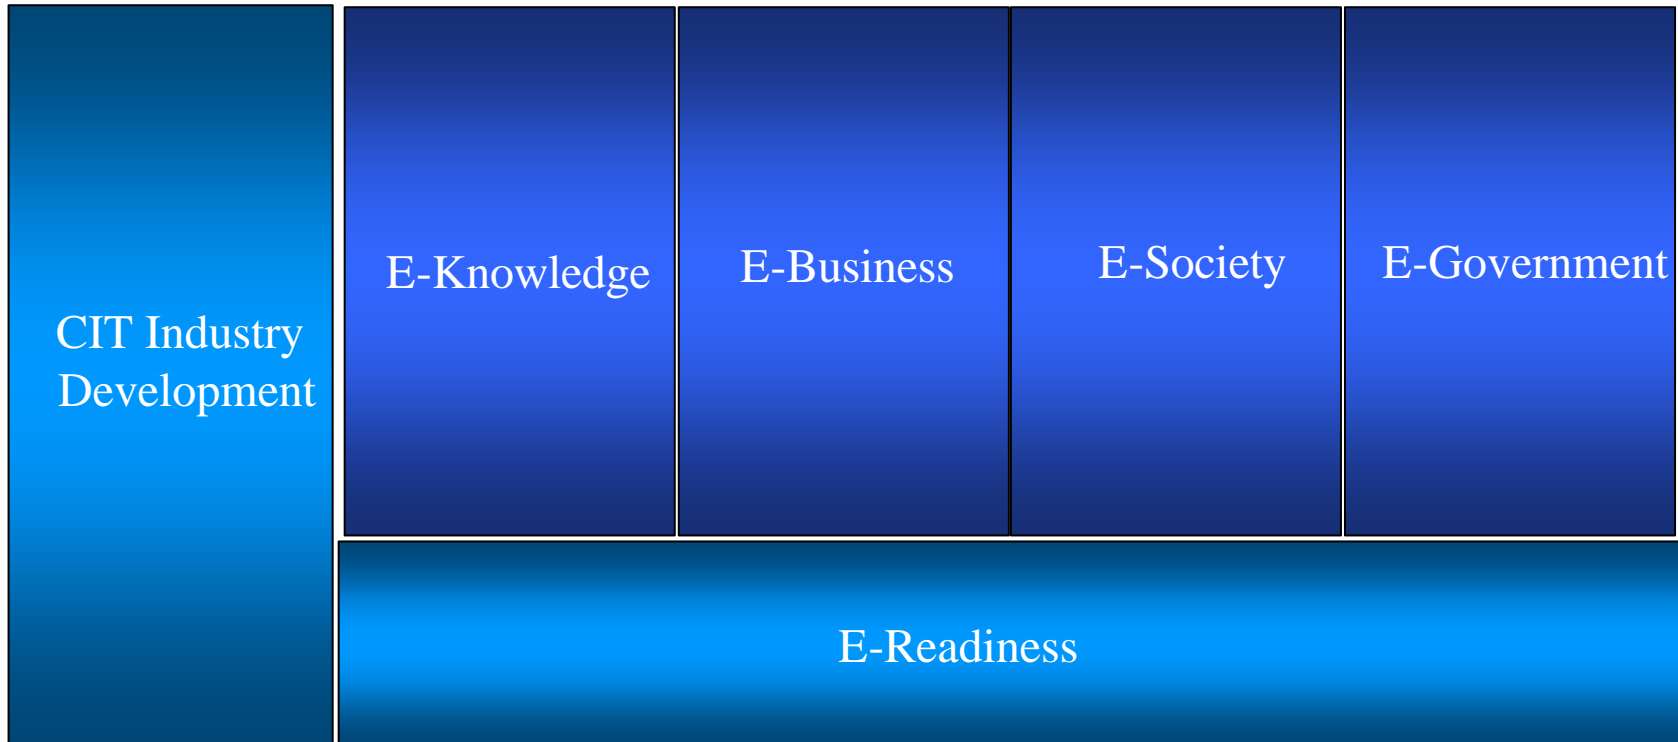 CIT Industry
Development
E-Knowledge
E-Business
E-Society
E-Government
E-Readiness